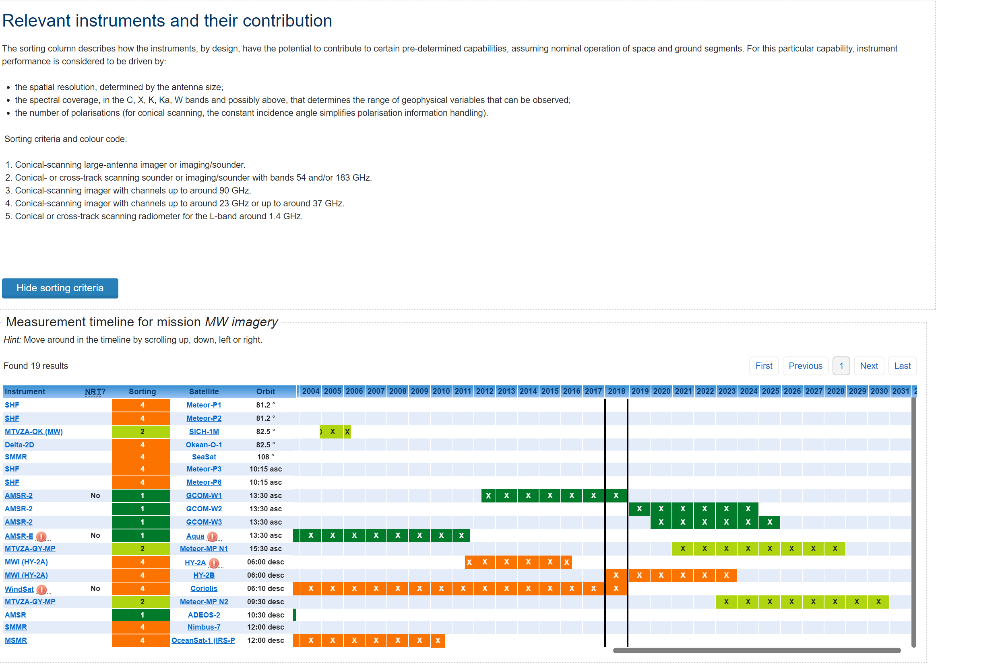 Relevant instruments and their contribution
The sorting column describes how the instruments, by design, have the potential to contribute to certain pre-determined capabilities, assuming nominal operation of space and ground segments. For this particular capability, instrument
performance is considered to be driven by:
• the spatial resolution, determined by the antenna size;
• the spectral coverage, in the C, X, K, Ka, W bands and possibly above, that determines the range of geophysical variables that can be observed;
• the number of polarisations (for conical scanning, the constant incidence angle simplifies polarisation information handling).
Sorting criteria and colour code:
1. Conical-scanning large-antenna imager or imaging/sounder.
2. Conical- or cross-track scanning sounder or imaging/sounder with bands 54 and/or 183 GHz.
3. Conical-scanning imager with channels up to around 90 GHz.
4. Conical-scanning imager with channels up to around 23 GHz or up to around 37 GHz.
5. Conical or cross-track scanning radiometer for the L-band around 1.4 GHz.
Hide sorting criteria
Measurement timeline for mission MW imagery
Hint: Move around in the timeline by scrolling up, down, left or right.
Found 19 results First Previous 1 Next Last
Instrument NRT? Sorting Satellite Orbit 2004 2005 2006 2007 2008 2009 2010 2011 2012 2013 2014 2015 2016 2017 2018 2019 2020 2021 2022 2023 2024 2025 2026 2027 2028 2029 2030 2031 2
SHF 4 Meteor-P1 81.2 °
SHF 4 Meteor-P2 81.2 °
MTVZA-OK (MW) 2 SICH-1M 82.5 ° X X X
Delta-2D 4 Okean-O-1 82.5 °
SMMR 4 SeaSat 108 °
SHF 4 Meteor-P3 10:15 asc
SHF 4 Meteor-P6 10:15 asc
AMSR-2 No 1 GCOM-W1 13:30 asc X X X X X X X
AMSR-2 1 GCOM-W2 13:30 asc X X X X X X
AMSR-2 1 GCOM-W3 13:30 asc X X X X X X
AMSR-E ! No 1 Aqua ! 13:30 asc X X X X X X X X
MTVZA-GY-MP 2 Meteor-MP N1 15:30 asc X X X X X X X X
MWI (HY-2A) 4 HY-2A ! 06:00 desc X X X X X X
MWI (HY-2A) 4 HY-2B 06:00 desc X X X X X X
WindSat ! No 4 Coriolis 06:10 desc X X X X X X X X X X X X X X X
MTVZA-GY-MP 2 Meteor-MP N2 09:30 desc X X X X X X X X
AMSR 1 ADEOS-2 10:30 desc
SMMR 4 Nimbus-7 12:00 desc
MSMR 4 OceanSat-1 (IRS-P 12:00 desc X X X X X X X